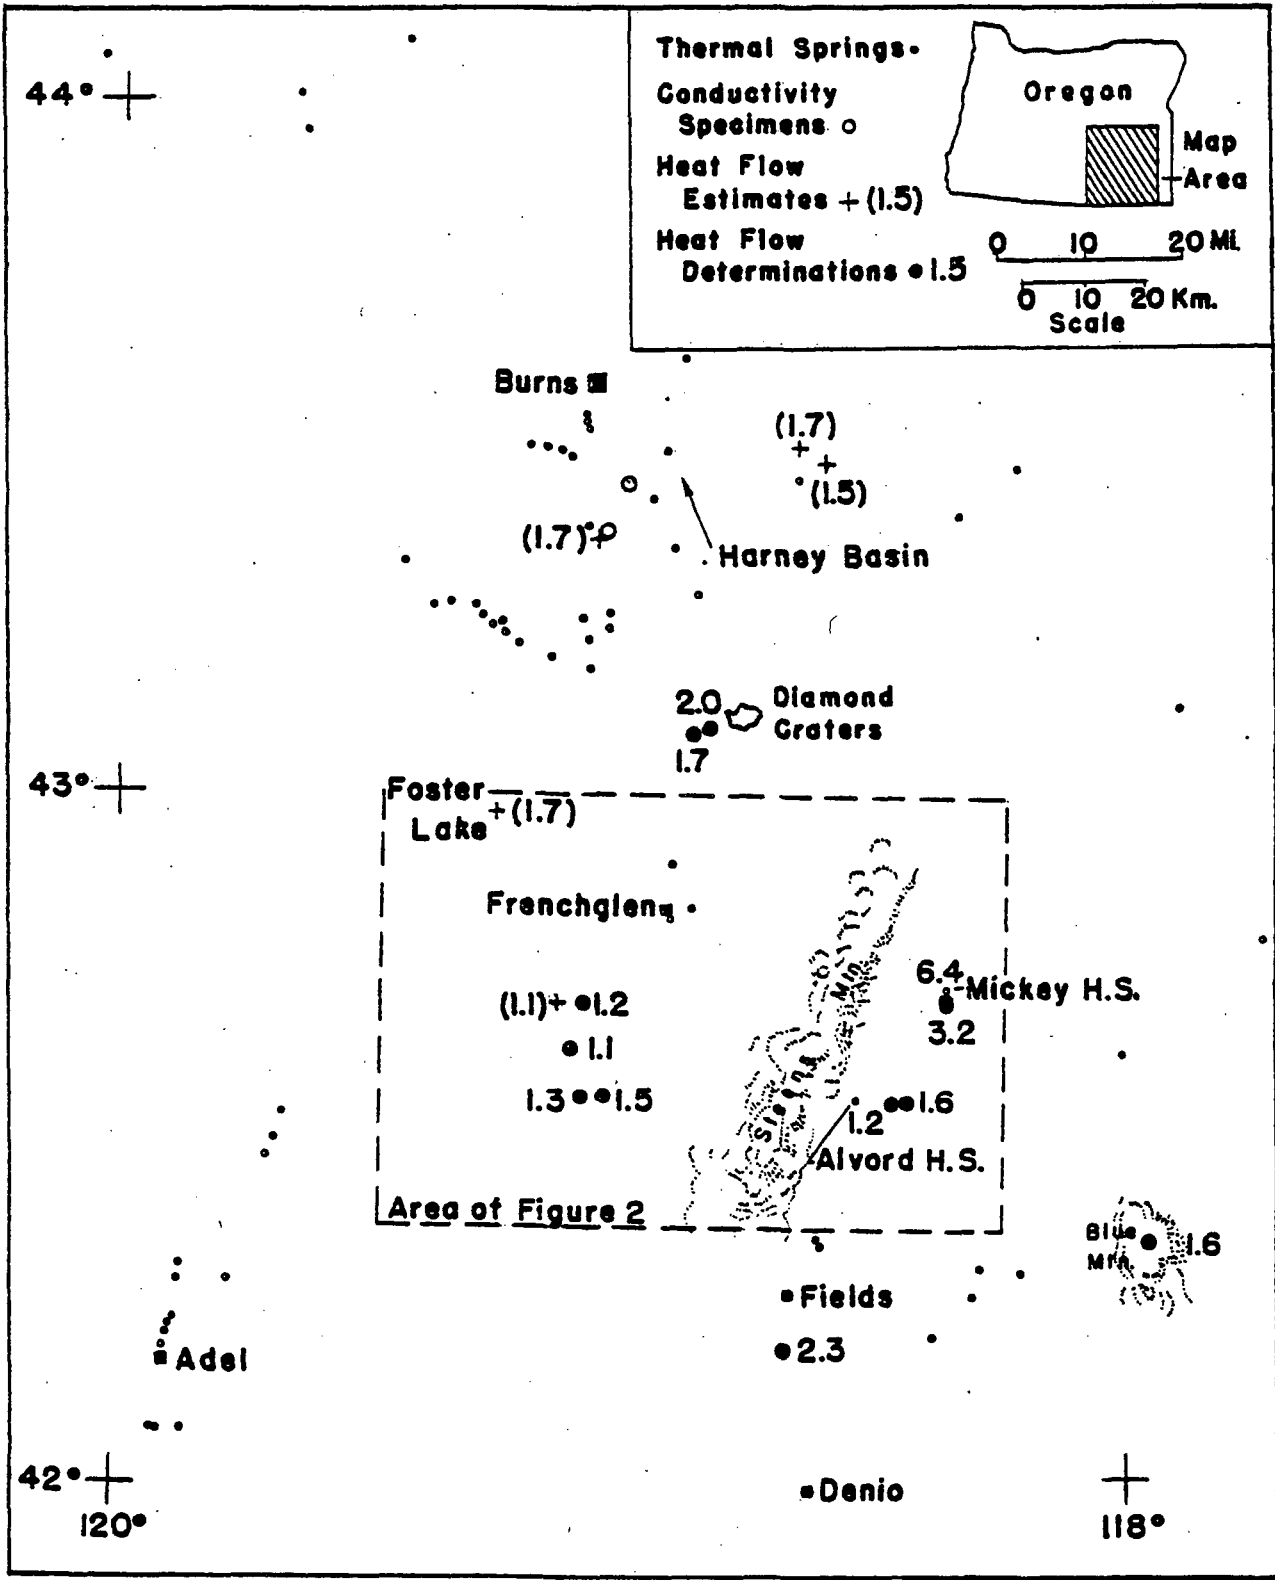 Thermal Springs
Conductivity
Specimens
Heat Flow
Estimates + (1.5)
Heat Flow
Determinations ● 1.5
Oregon
Map
Area
0 10 20 Mi.
0 10 20 Km.
Scale
44°
Burns
(1.7)
(1.5)
(1.7)
Harney Basin
2.0
Diamond
Craters
1.7
43°
Foster
Lake
(1.7)
Frenchglen
6.4
Mickey H.S.
3.2
(1.1)
1.2
1.1
1.3
1.5
Steens Mtn.
1.2
1.6
Alvord H.S.
Area of Figure 2
Blue
Mtn.
1.6
Fields
2.3
Adel
42°
120°
Denio
118°